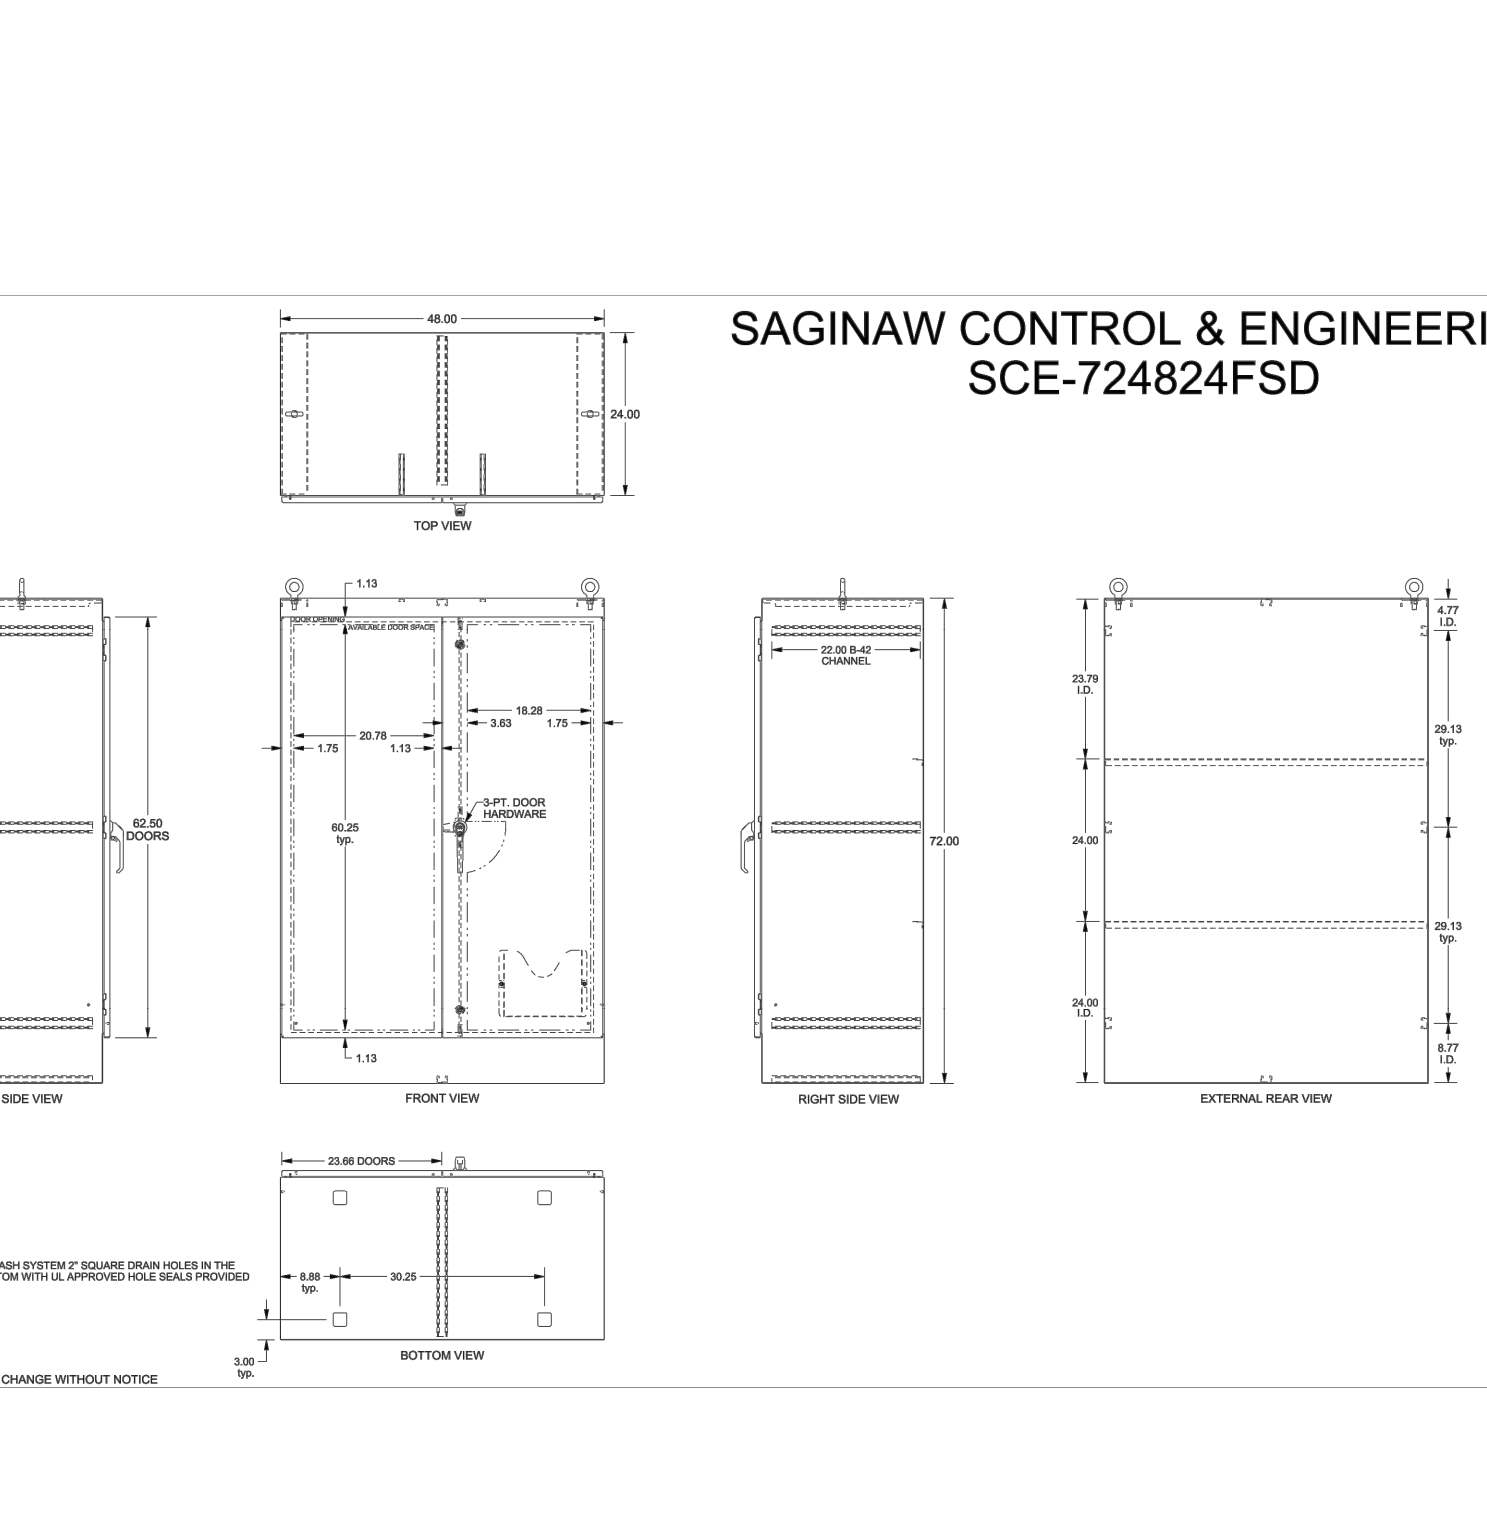 SAGINAW CONTROL & ENGINEERI
SCE-724824FSD
48.00
24.00
TOP VIEW
1.13
DOOR OPENING
AVAILABLE DOOR SPACE
18.28
3.63
1.75
20.78
1.75
1.13
3-PT. DOOR
HARDWARE
60.25
typ.
1.13
FRONT VIEW
62.50
DOORS
SIDE VIEW
22.00 B-42
CHANNEL
72.00
RIGHT SIDE VIEW
4.77
I.D.
23.79
I.D.
29.13
typ.
24.00
29.13
typ.
24.00
I.D.
8.77
I.D.
EXTERNAL REAR VIEW
23.66 DOORS
ASH SYSTEM 2" SQUARE DRAIN HOLES IN THE
TOM WITH UL APPROVED HOLE SEALS PROVIDED
8.88
typ.
30.25
3.00
typ.
BOTTOM VIEW
CHANGE WITHOUT NOTICE